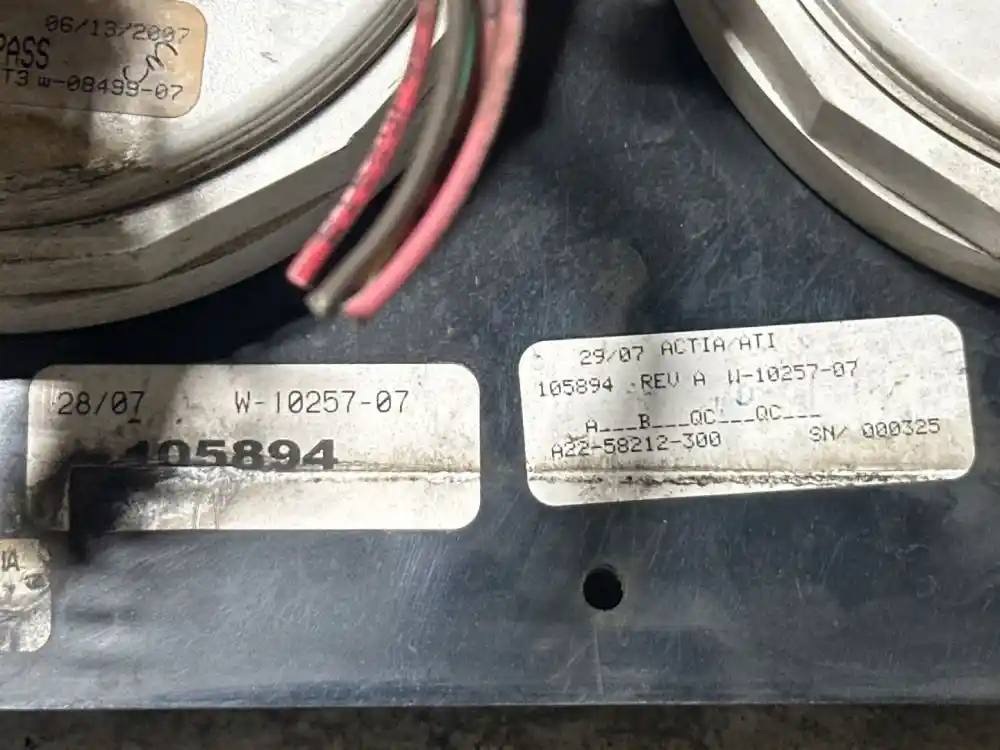 06/13/2007
PASS
T3 W-08499-07
28/07 W-10257-07
105894
29/07 ACTIA/ATI
105894 REV A W-10257-07
A___B___QC___QC___
A22-58212-300 SN/ 000325
IA